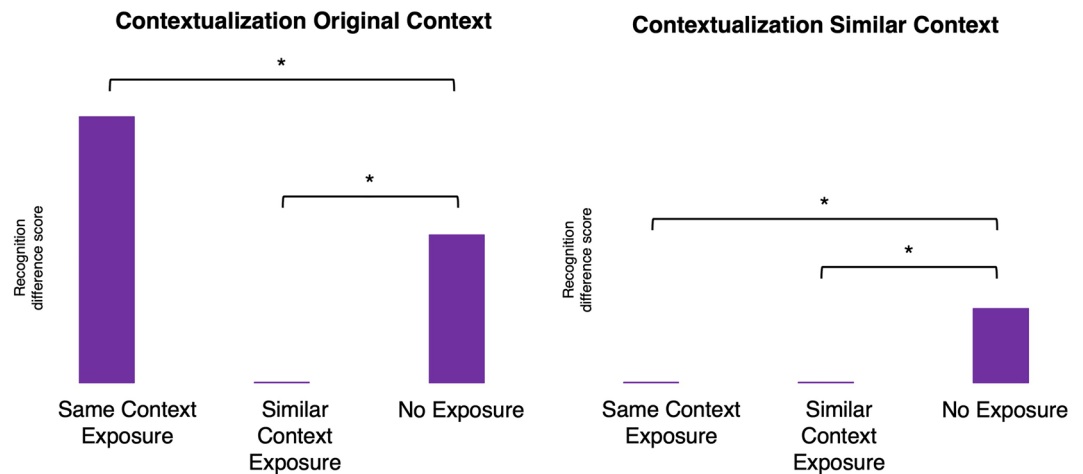 Contextualization Original Context
*
*
Recognition
difference score
Same Context
Exposure
Similar
Context
Exposure
No Exposure
Contextualization Similar Context
*
*
Recognition
difference score
Same Context
Exposure
Similar
Context
Exposure
No Exposure